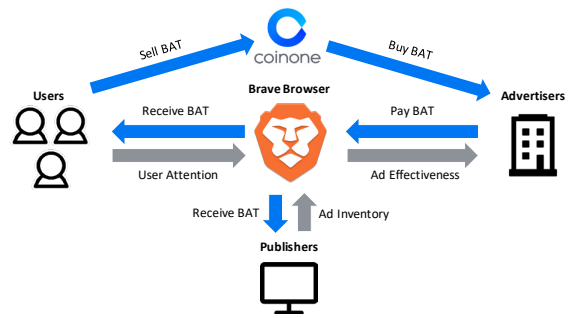 Sell BAT
coinone
Buy BAT
Users
Brave Browser
Advertisers
Receive BAT
Pay BAT
User Attention
Ad Effectiveness
Receive BAT
Ad Inventory
Publishers